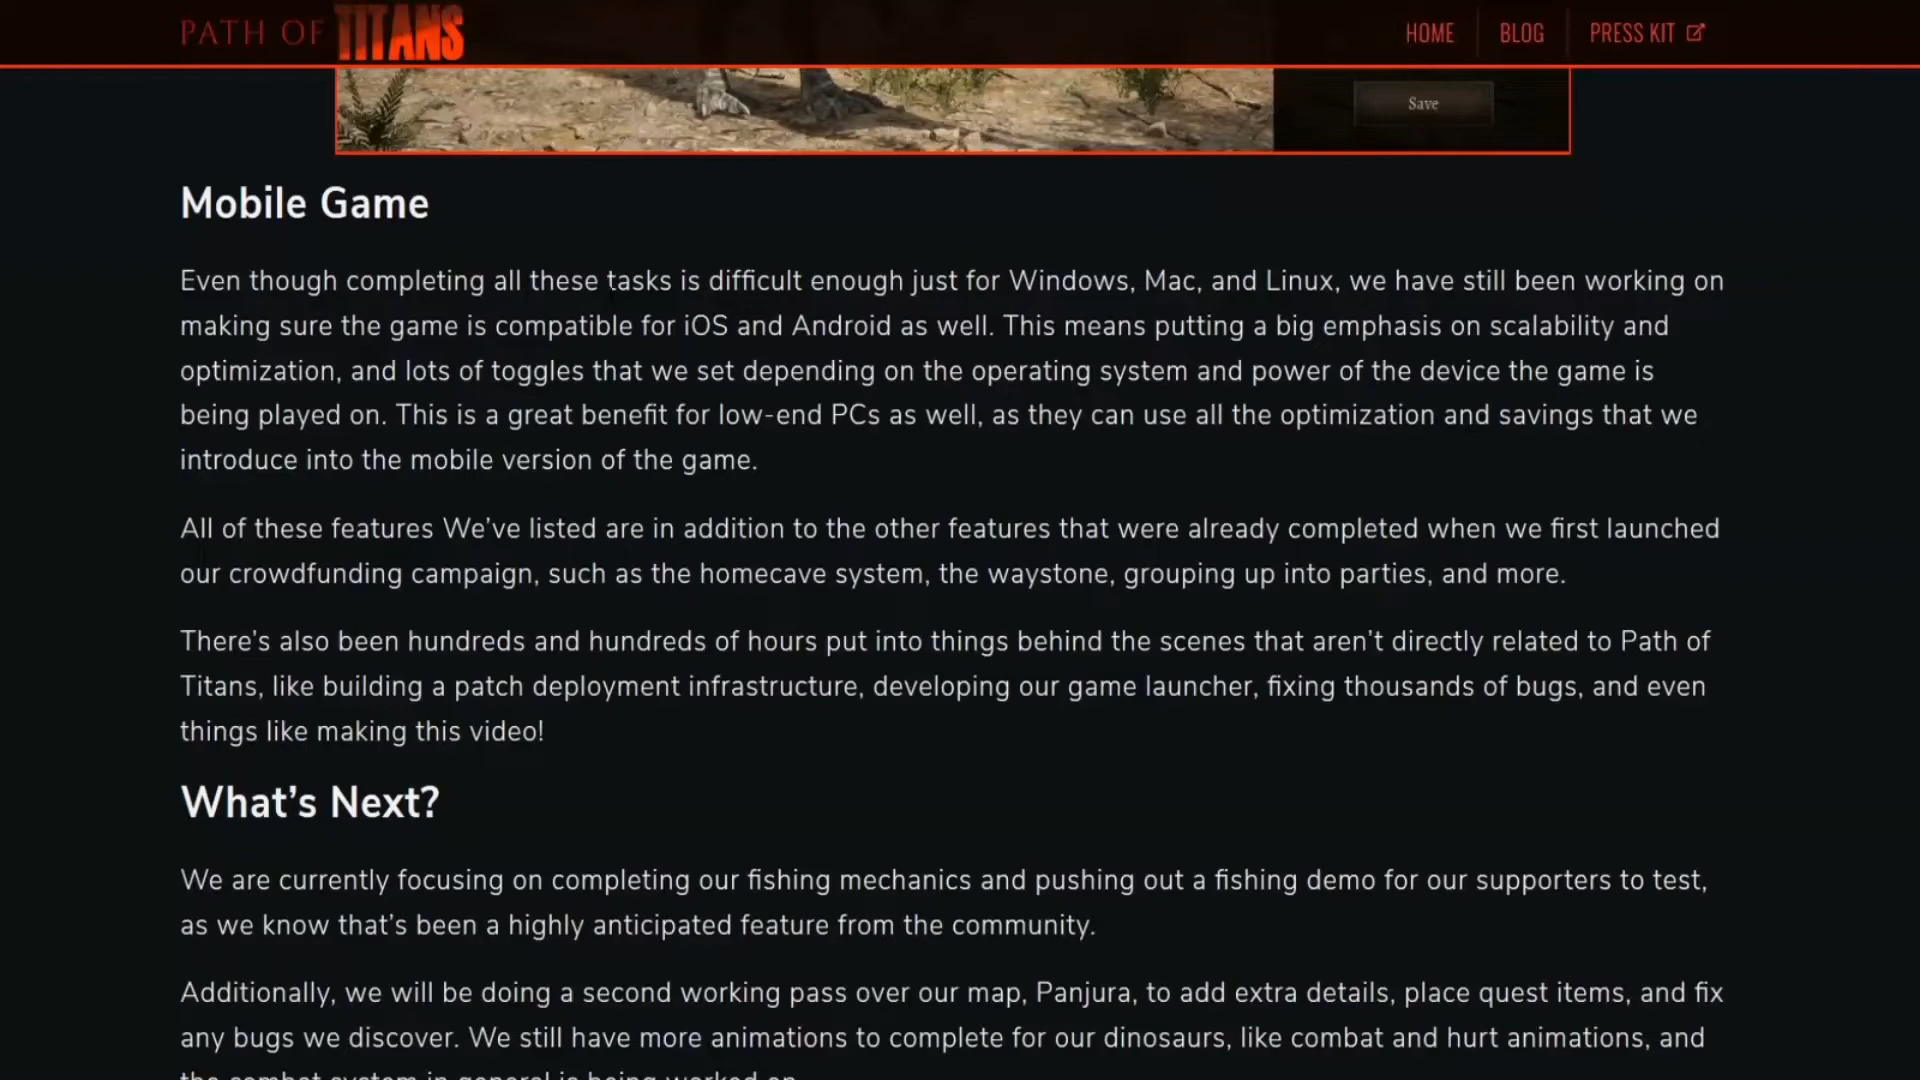 PATH OF TITANS
HOME BLOG PRESS KIT
Save
Mobile Game
Even though completing all these tasks is difficult enough just for Windows, Mac, and Linux, we have still been working on
making sure the game is compatible for iOS and Android as well. This means putting a big emphasis on scalability and
optimization, and lots of toggles that we set depending on the operating system and power of the device the game is
being played on. This is a great benefit for low-end PCs as well, as they can use all the optimization and savings that we
introduce into the mobile version of the game.
All of these features We've listed are in addition to the other features that were already completed when we first launched
our crowdfunding campaign, such as the homecave system, the waystone, grouping up into parties, and more.
There's also been hundreds and hundreds of hours put into things behind the scenes that aren't directly related to Path of
Titans, like building a patch deployment infrastructure, developing our game launcher, fixing thousands of bugs, and even
things like making this video!
What's Next?
We are currently focusing on completing our fishing mechanics and pushing out a fishing demo for our supporters to test,
as we know that's been a highly anticipated feature from the community.
Additionally, we will be doing a second working pass over our map, Panjura, to add extra details, place quest items, and fix
any bugs we discover. We still have more animations to complete for our dinosaurs, like combat and hurt animations, and
the combat system in general is being worked on